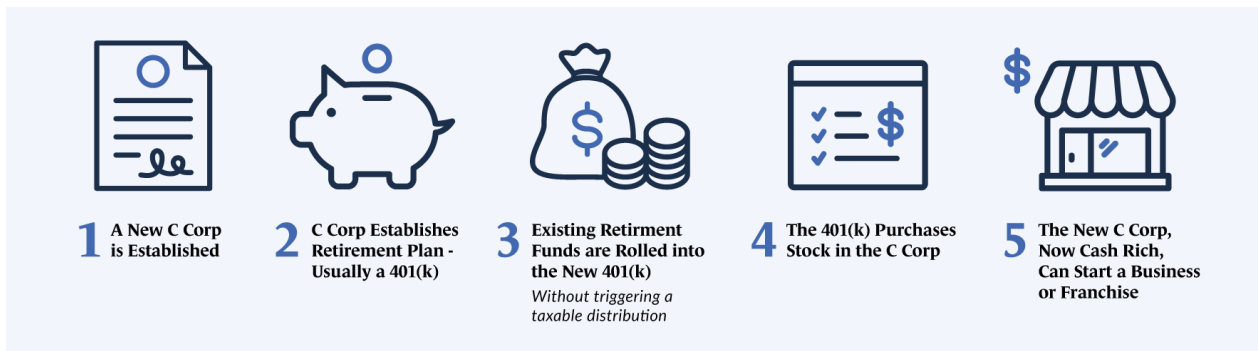 1
A New C Corp
is Established
2
C Corp Establishes
Retirement Plan -
Usually a 401(k)
3
Existing Retirment
Funds are Rolled into
the New 401(k)
Without triggering a
taxable distribution
4
The 401(k) Purchases
Stock in the C Corp
5
The New C Corp,
Now Cash Rich,
Can Start a Business
or Franchise